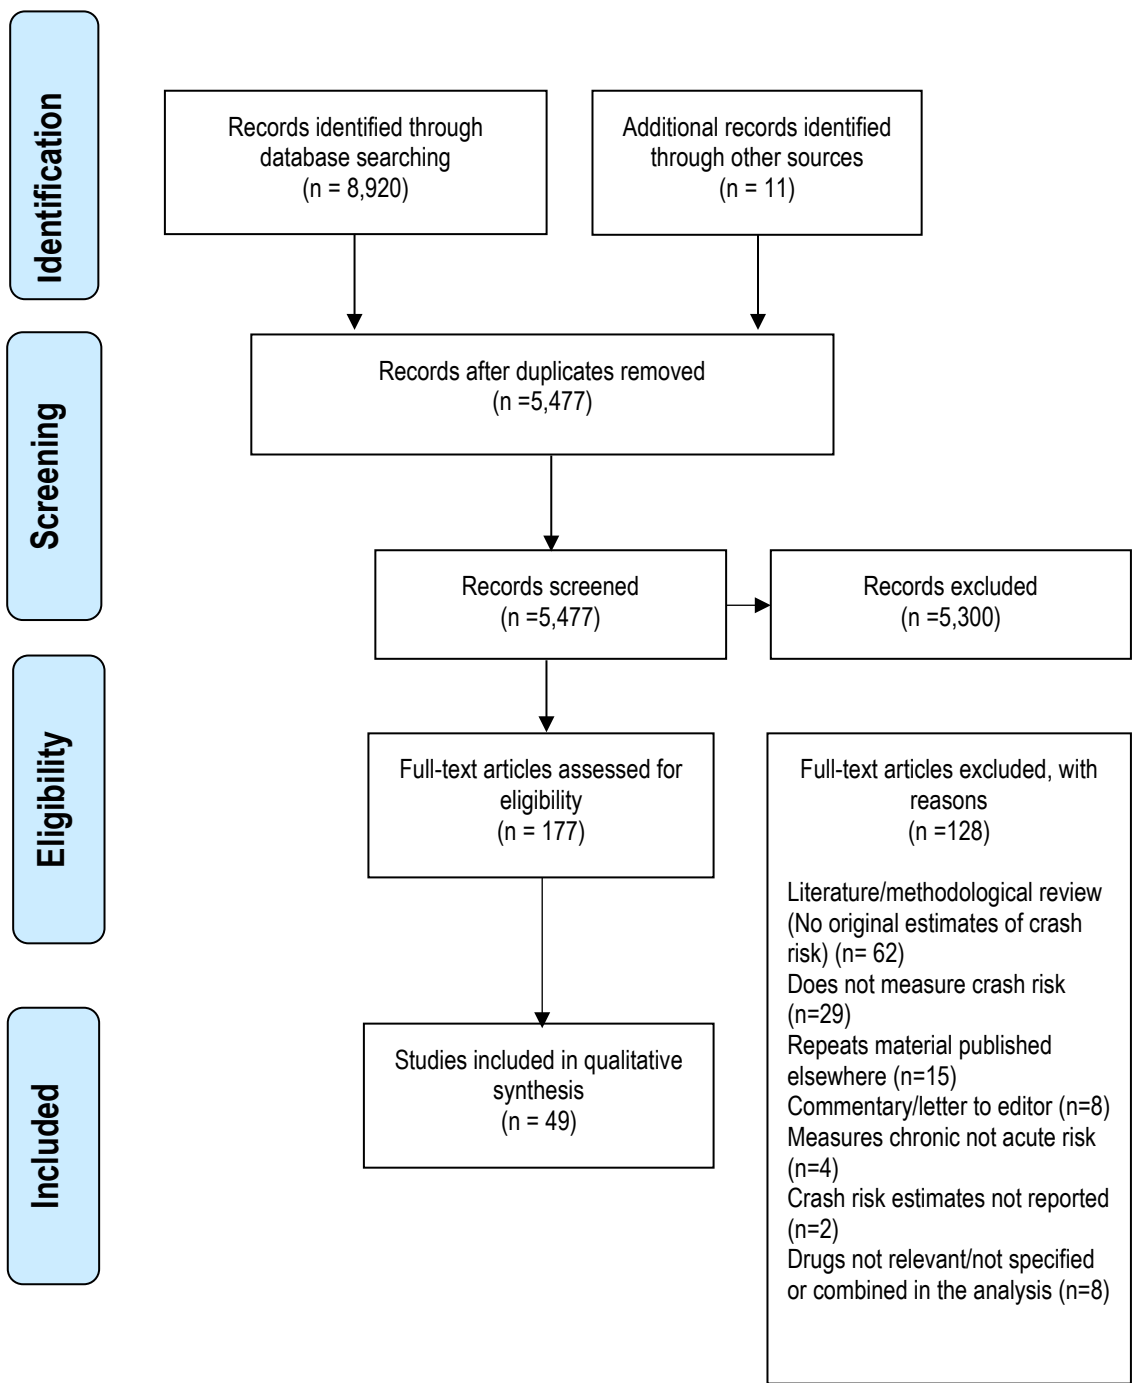 Identification
Records identified through
database searching
(n = 8,920)
Additional records identified
through other sources
(n = 11)
Screening
Records after duplicates removed
(n =5,477)
Records screened
(n =5,477)
Records excluded
(n =5,300)
Eligibility
Full-text articles assessed for
eligibility
(n = 177)
Full-text articles excluded, with
reasons
(n =128)
Literature/methodological review
(No original estimates of crash
risk) (n= 62)
Does not measure crash risk
(n=29)
Repeats material published
elsewhere (n=15)
Commentary/letter to editor (n=8)
Measures chronic not acute risk
(n=4)
Crash risk estimates not reported
(n=2)
Drugs not relevant/not specified
or combined in the analysis (n=8)
Included
Studies included in qualitative
synthesis
(n = 49)